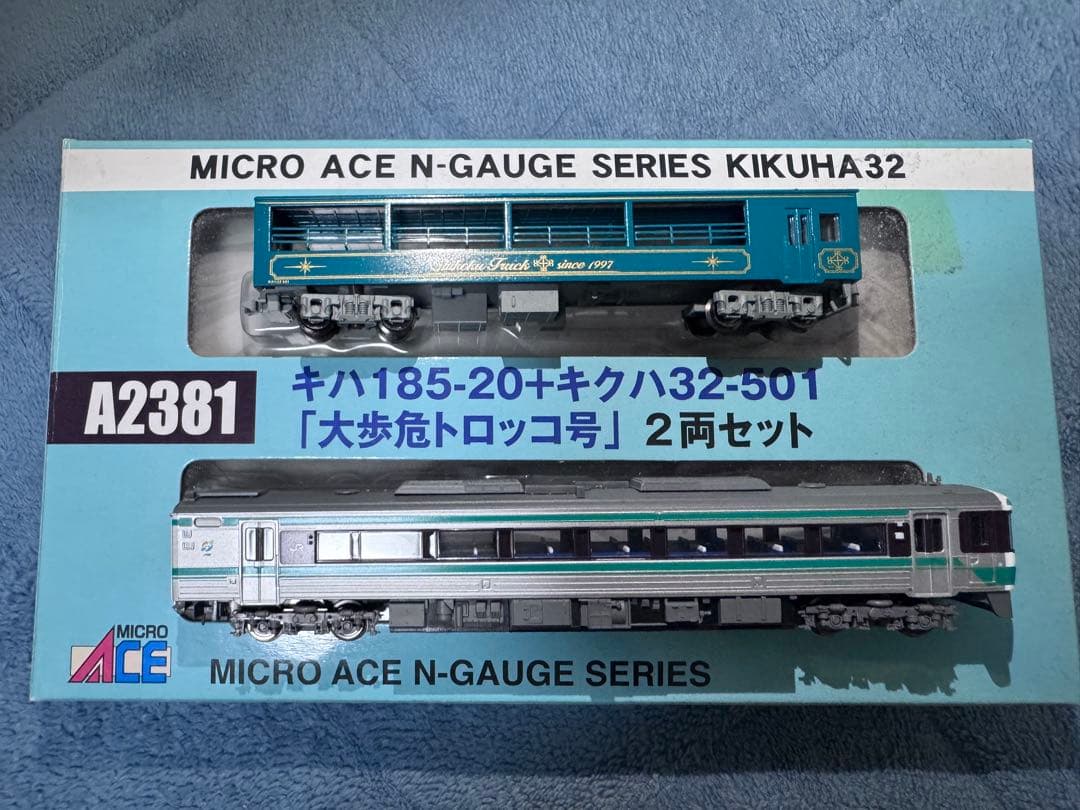 MICRO ACE N-GAUGE SERIES KIKUHA32
since 1997
A2381
キハ185-20+キクハ32-501
「大歩危トロッコ号」 2両セット
JR
MICRO
ACE
MICRO ACE N-GAUGE SERIES